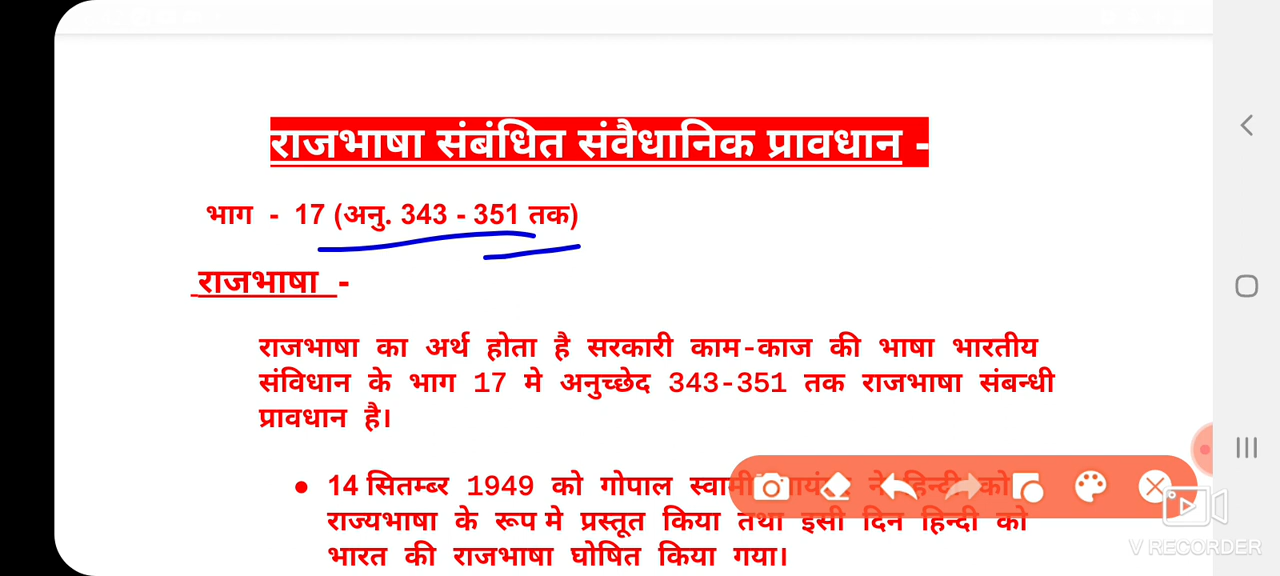 राजभाषा संबंधित संवैधानिक प्रावधान -
भाग - 17 (अनु. 343 - 351 तक)
राजभाषा -
राजभाषा का अर्थ होता है सरकारी काम-काज की भाषा भारतीय
संविधान के भाग 17 मे अनुच्छेद 343-351 तक राजभाषा संबन्धी
प्रावधान है।
● 14 सितम्बर 1949 को गोपाल ने हिन्दी को
राज्यभाषा के रूप मे प्रस्तूत किया तथा इसी दिन हिन्दी को
भारत की राजभाषा घोषित किया गया।
V RECORDER